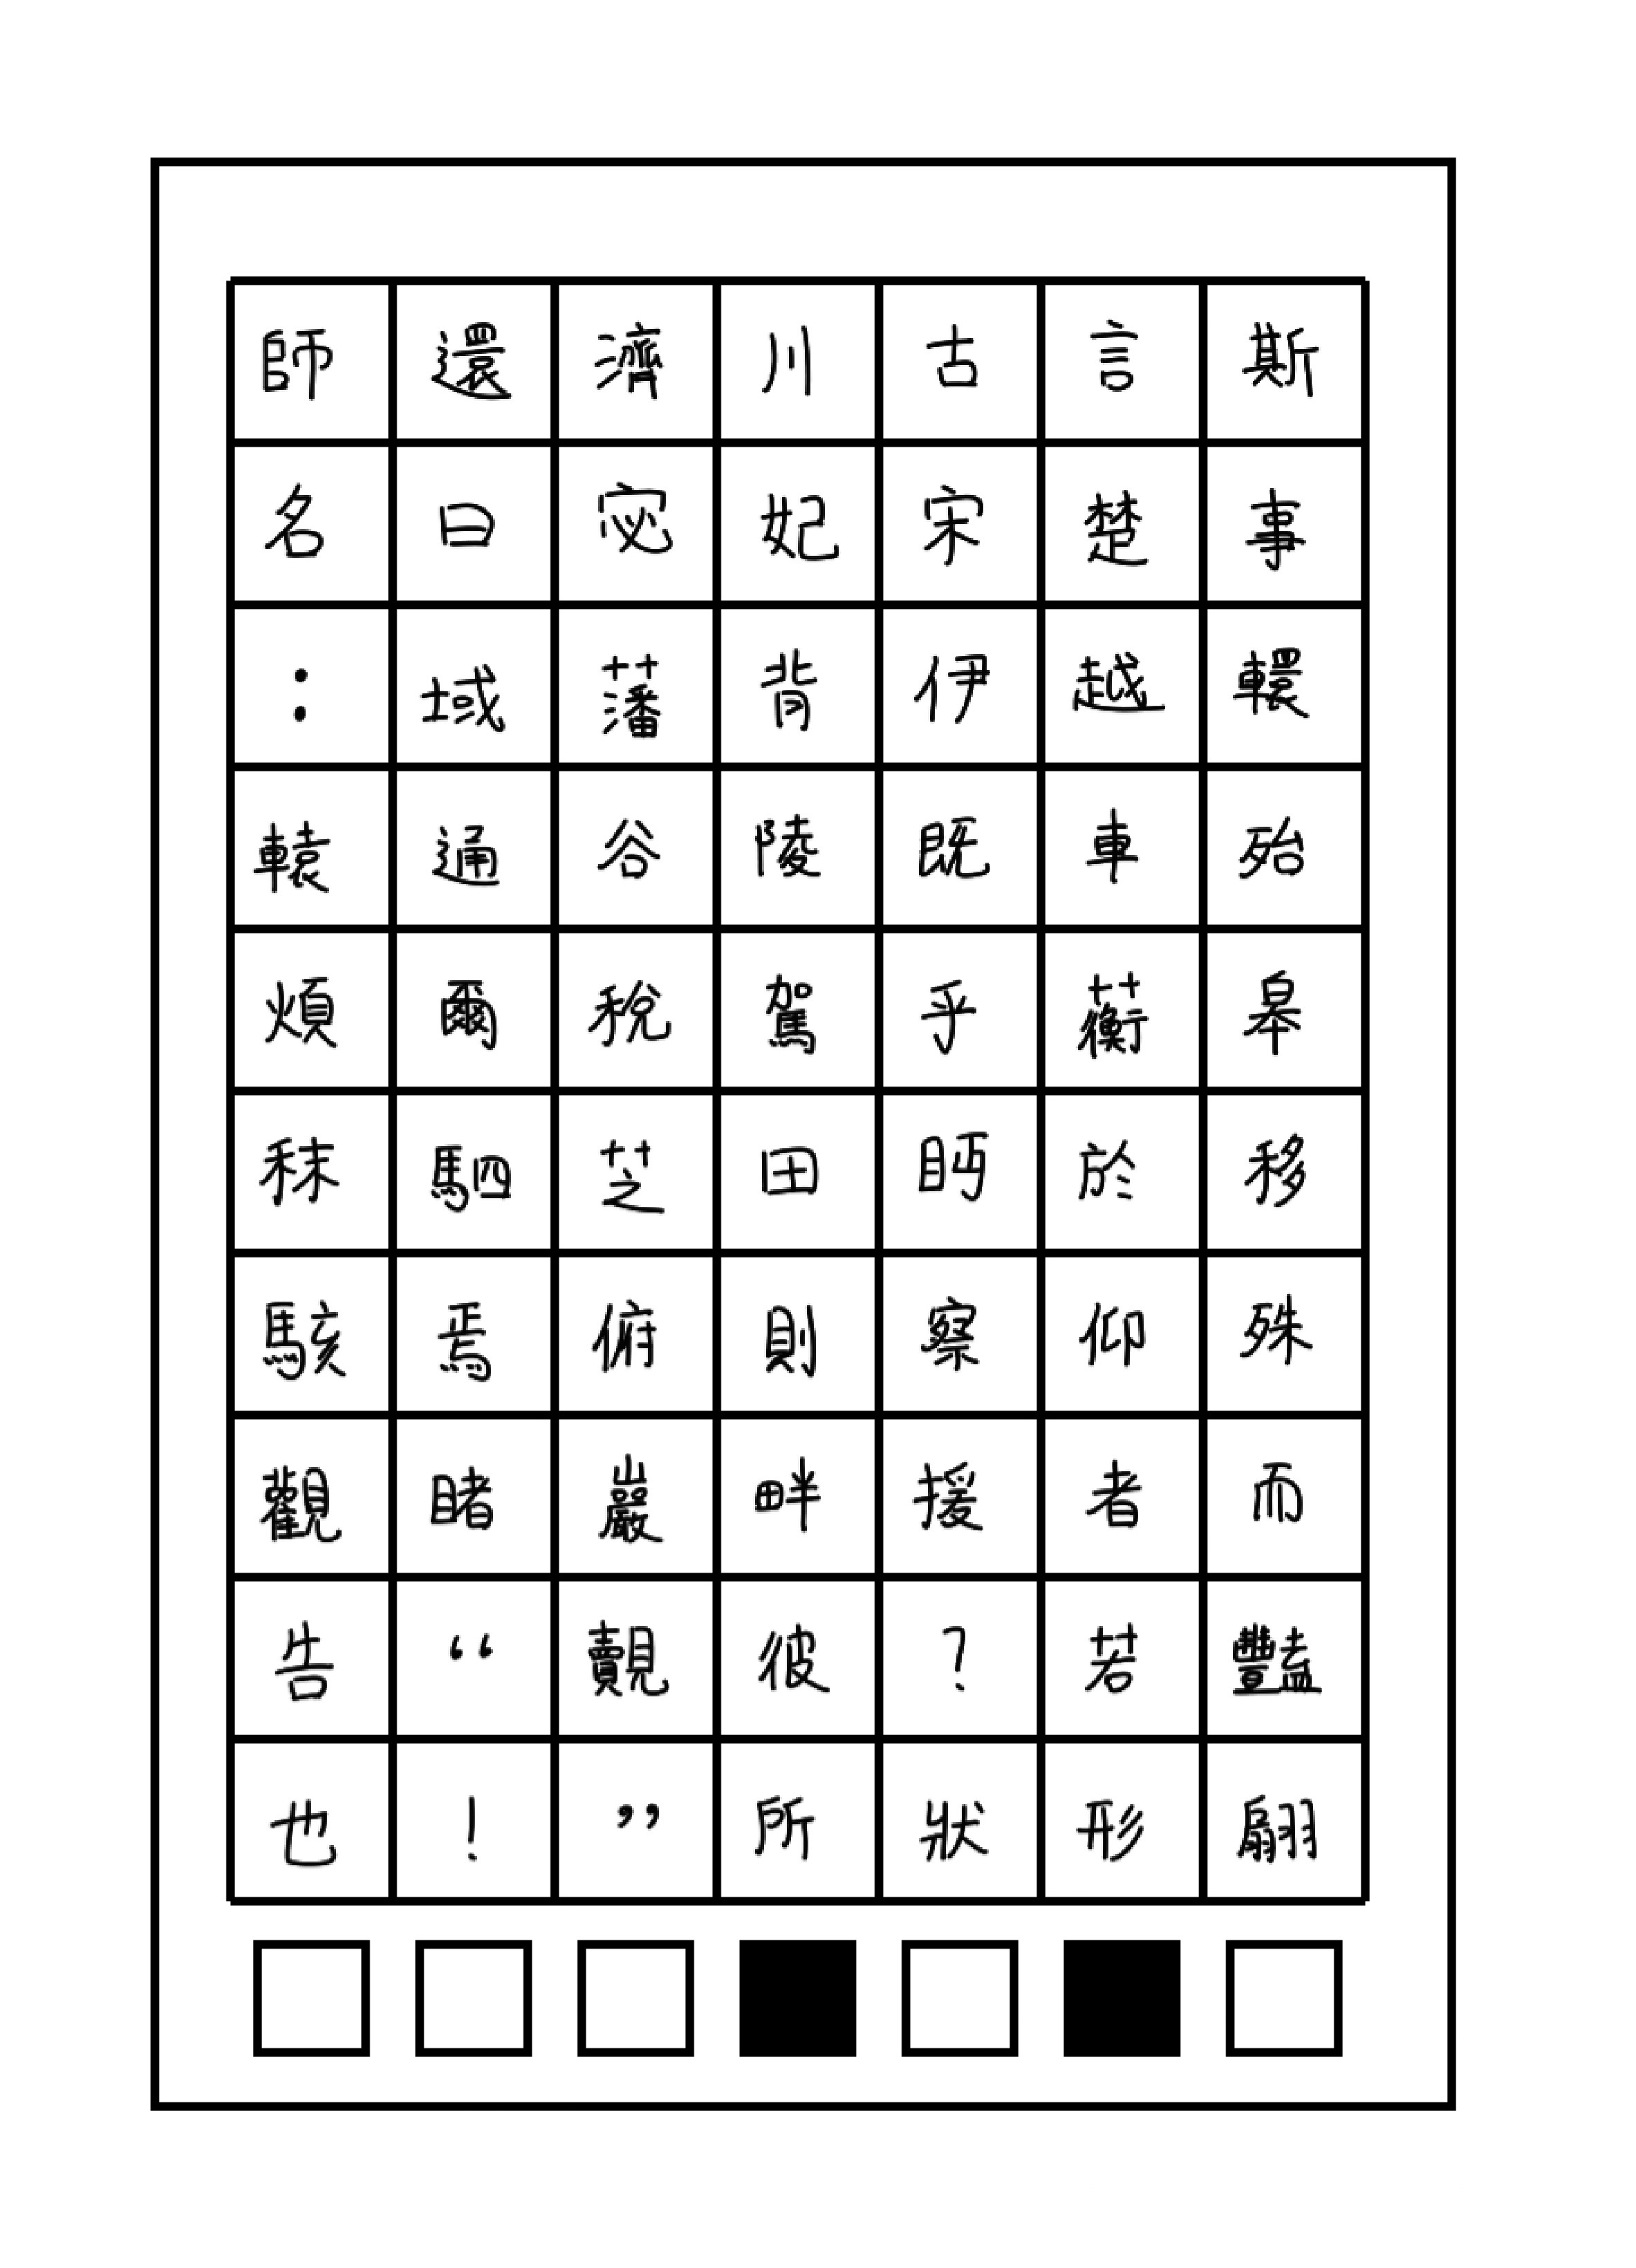 師還濟川古言斯
名曰宓妃宋楚事
：域藩背伊越轘
轅通谷陵既車殆
煩爾稅駕乎蘅皋
秣駟芝田眄於移
駭焉俯則察仰殊
觀睹巖畔援者而
告“覿彼？若豔
也！”所狀形翩